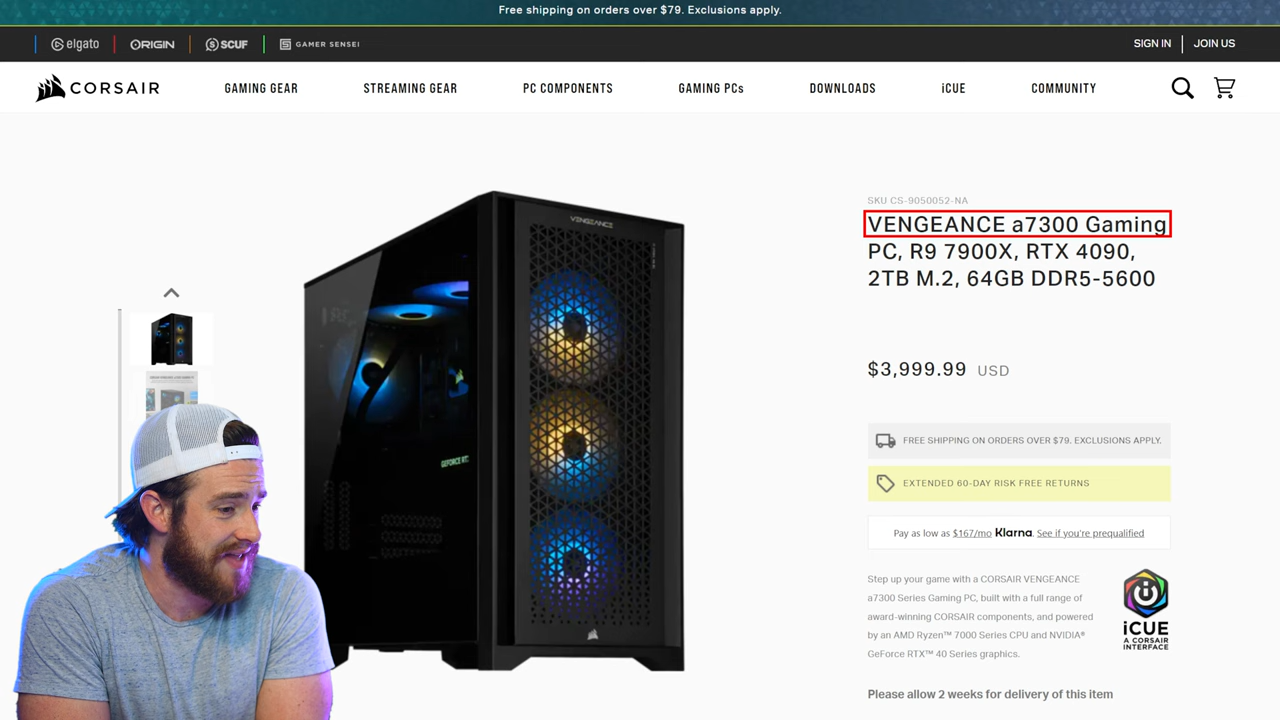 Free shipping on orders over $79. Exclusions apply.
elgato ORIGIN SCUF GAMER SENSEI SIGN IN JOIN US
CORSAIR GAMING GEAR STREAMING GEAR PC COMPONENTS GAMING PCs DOWNLOADS iCUE COMMUNITY
SKU CS-9050052-NA
VENGEANCE a7300 Gaming
PC, R9 7900X, RTX 4090,
2TB M.2, 64GB DDR5-5600
VENGEANCE
GEFORCE RTX
$3,999.99 USD
FREE SHIPPING ON ORDERS OVER $79. EXCLUSIONS APPLY.
EXTENDED 60-DAY RISK FREE RETURNS
Pay as low as $167/mo Klarna. See if you're prequalified
Step up your game with a CORSAIR VENGEANCE
a7300 Series Gaming PC, built with a full range of
award-winning CORSAIR components, and powered
by an AMD Ryzen™ 7000 Series CPU and NVIDIA®
GeForce RTX™ 40 Series graphics.
iCUE
A CORSAIR
INTERFACE
Please allow 2 weeks for delivery of this item